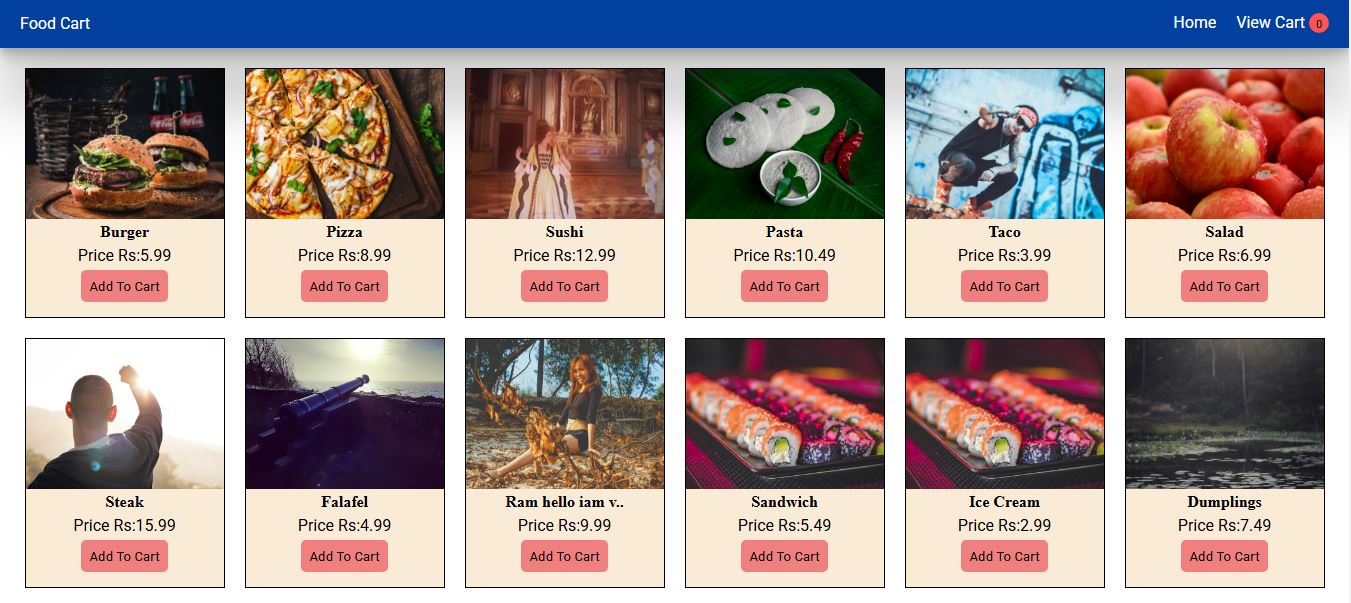 Food Cart
Home
View Cart 0
Burger
Price Rs:5.99
Add To Cart
Pizza
Price Rs:8.99
Add To Cart
Sushi
Price Rs:12.99
Add To Cart
Pasta
Price Rs:10.49
Add To Cart
Taco
Price Rs:3.99
Add To Cart
Salad
Price Rs:6.99
Add To Cart
Steak
Price Rs:15.99
Add To Cart
Falafel
Price Rs:4.99
Add To Cart
Ram hello iam v..
Price Rs:9.99
Add To Cart
Sandwich
Price Rs:5.49
Add To Cart
Ice Cream
Price Rs:2.99
Add To Cart
Dumplings
Price Rs:7.49
Add To Cart